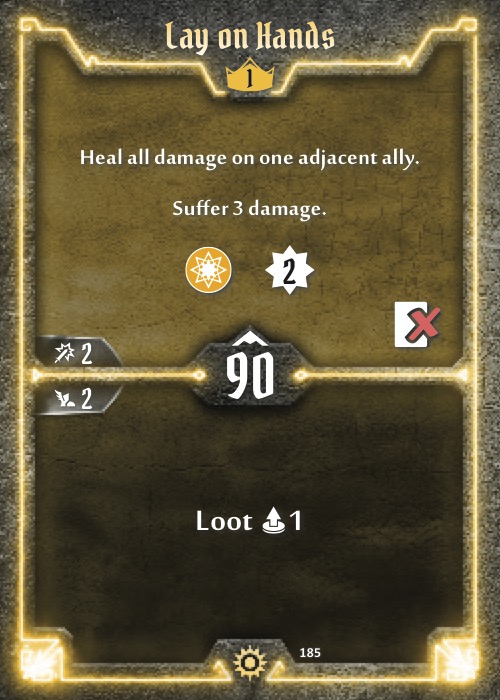 Lay on Hands
1
Heal all damage on one adjacent ally.
Suffer 3 damage.
2
2
90
2
Loot 1
185